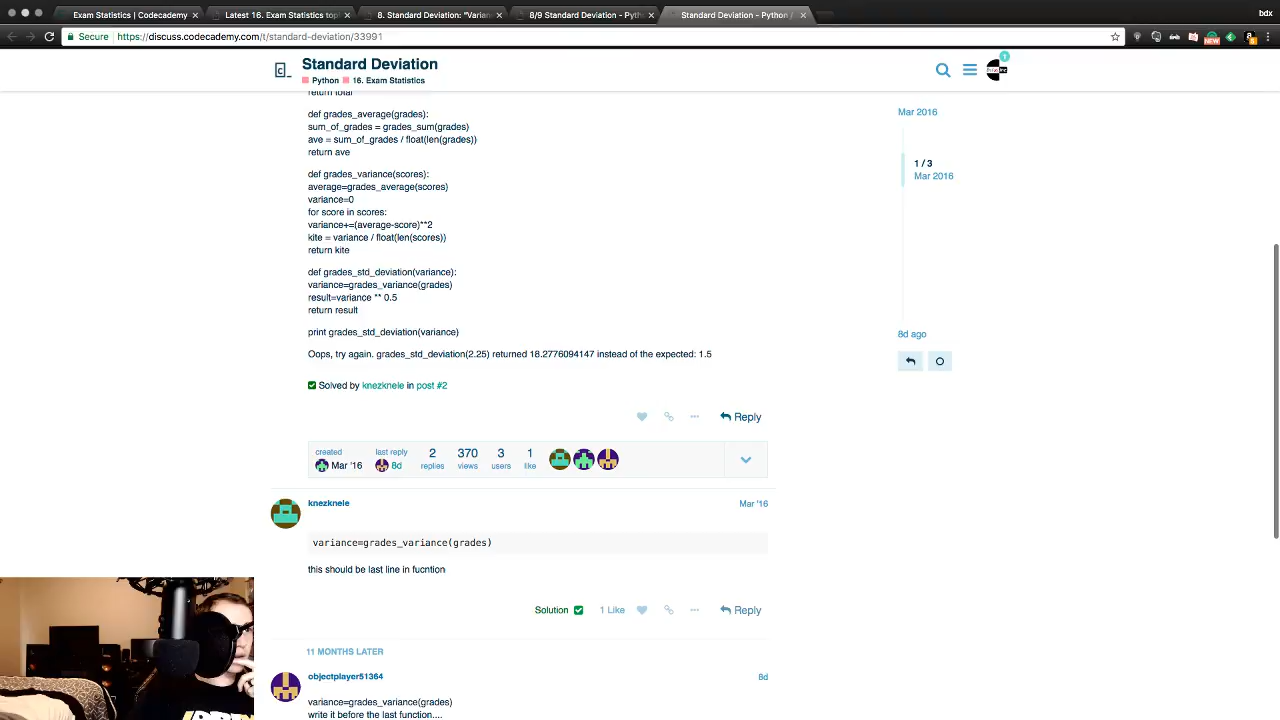 Exam Statistics | Codecademy
Latest 16. Exam Statistics top
8. Standard Deviation: "Varian
8/9 Standard Deviation - Pyth
Standard Deviation - Python /
bdx
Secure
https://discuss.codecademy.com/t/standard-deviation/33991
NEW
Standard Deviation
Python 16. Exam Statistics
1
return total
def grades_average(grades):
sum_of_grades = grades_sum(grades)
ave = sum_of_grades / float(len(grades))
return ave
def grades_variance(scores):
average=grades_average(scores)
variance=0
for score in scores:
variance+=(average-score)**2
kite = variance / float(len(scores))
return kite
def grades_std_deviation(variance):
variance=grades_variance(grades)
result=variance ** 0.5
return result
print grades_std_deviation(variance)
Oops, try again. grades_std_deviation(2.25) returned 18.2776094147 instead of the expected: 1.5
Solved by knezknele in post #2
Reply
created
Mar '16
last reply
8d
2
replies
370
views
3
users
1
like
knezknele
Mar '16
variance=grades_variance(grades)
this should be last line in fucntion
Solution
1 Like
Reply
11 MONTHS LATER
objectplayer51364
8d
variance=grades_variance(grades)
write it before the last function....
Mar 2016
1 / 3
Mar 2016
8d ago